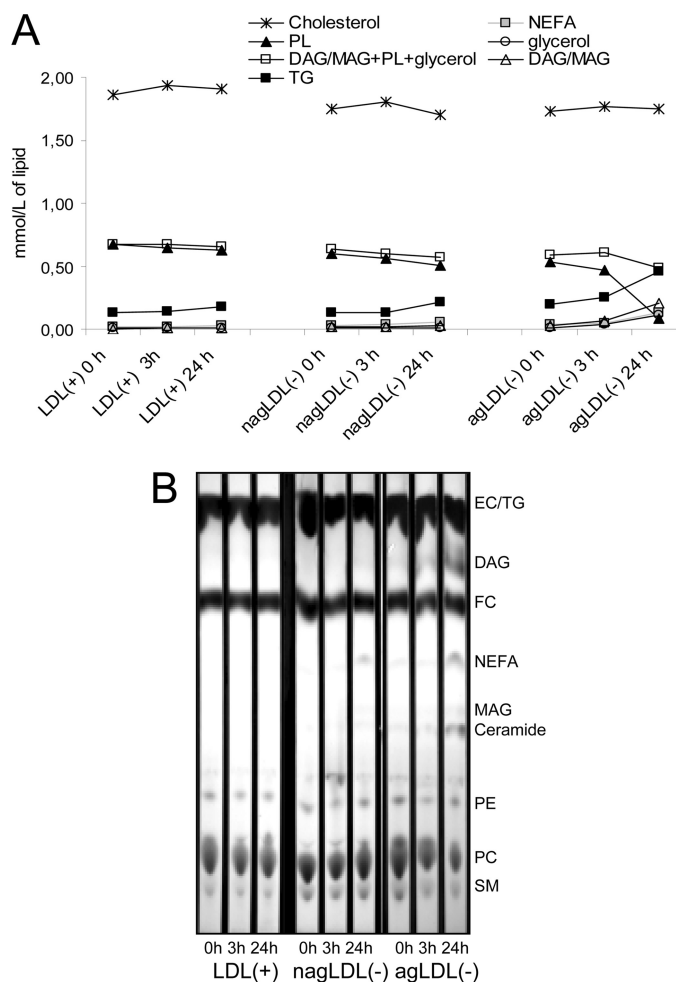 A
Cholesterol NEFA
PL glycerol
DAG/MAG+PL+glycerol DAG/MAG
TG
2,00
1,50
1,00
0,50
0,00
mmol/L of lipid
LDL(+) 0 h
LDL(+) 3h
LDL(+) 24 h
nagLDL(-) 0 h
nagLDL(-) 3 h
nagLDL(-) 24 h
agLDL(-) 0 h
agLDL(-) 3 h
agLDL(-) 24 h
B
EC/TG
DAG
FC
NEFA
MAG
Ceramide
PE
PC
SM
0h 3h 24h 0h 3h 24h 0h 3h 24h
LDL(+) nagLDL(-) agLDL(-)